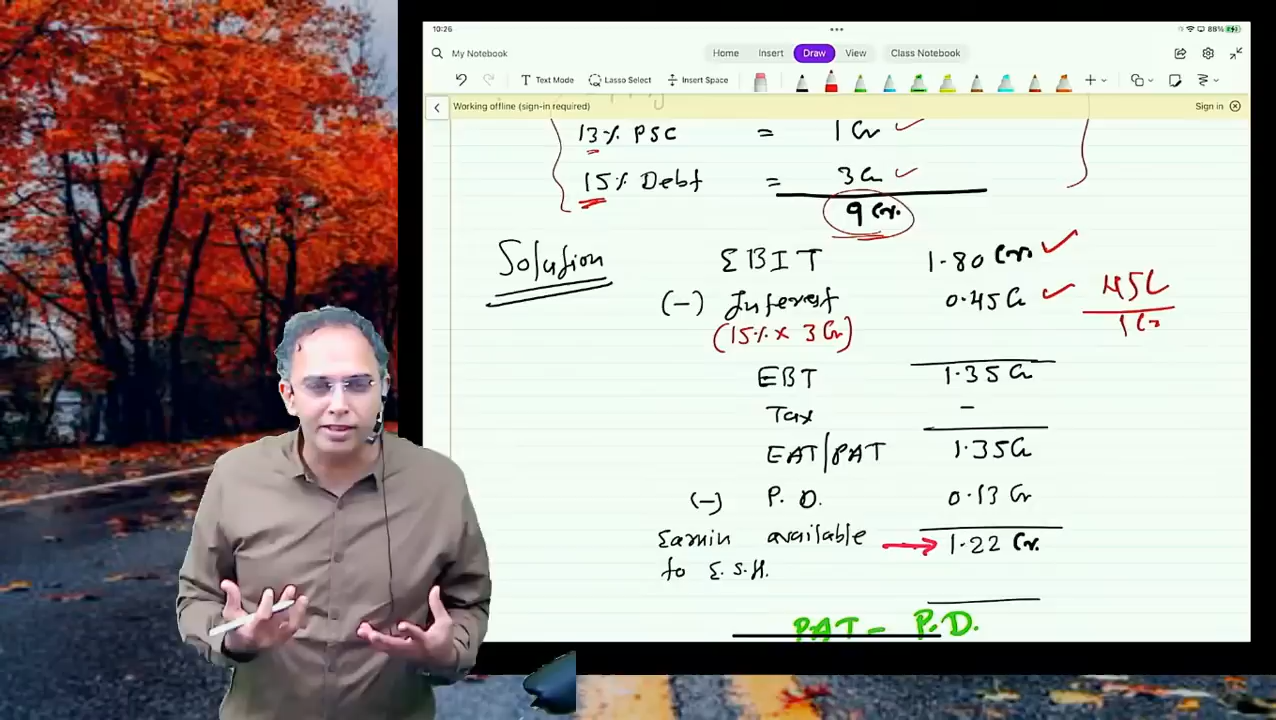 10:26
88%
My Notebook
Home Insert Draw View Class Notebook
Text Mode Lasso Select Insert Space
Working offline (sign-in required) Sign in
13% PSC = 1 Cr
15% Debt = 3 Cr
9 Cr.
Solution
EBIT 1.80 Cr.
(-) Interest 0.45 Cr
(15% x 3 Cr)
45L
1 Cr
EBT 1.35 Cr
Tax -
EAT/PAT 1.35 Cr
(-) P. D. 0.13 Cr
Earnin available 1.22 Cr.
to E. S. H.
PAT - P.D.